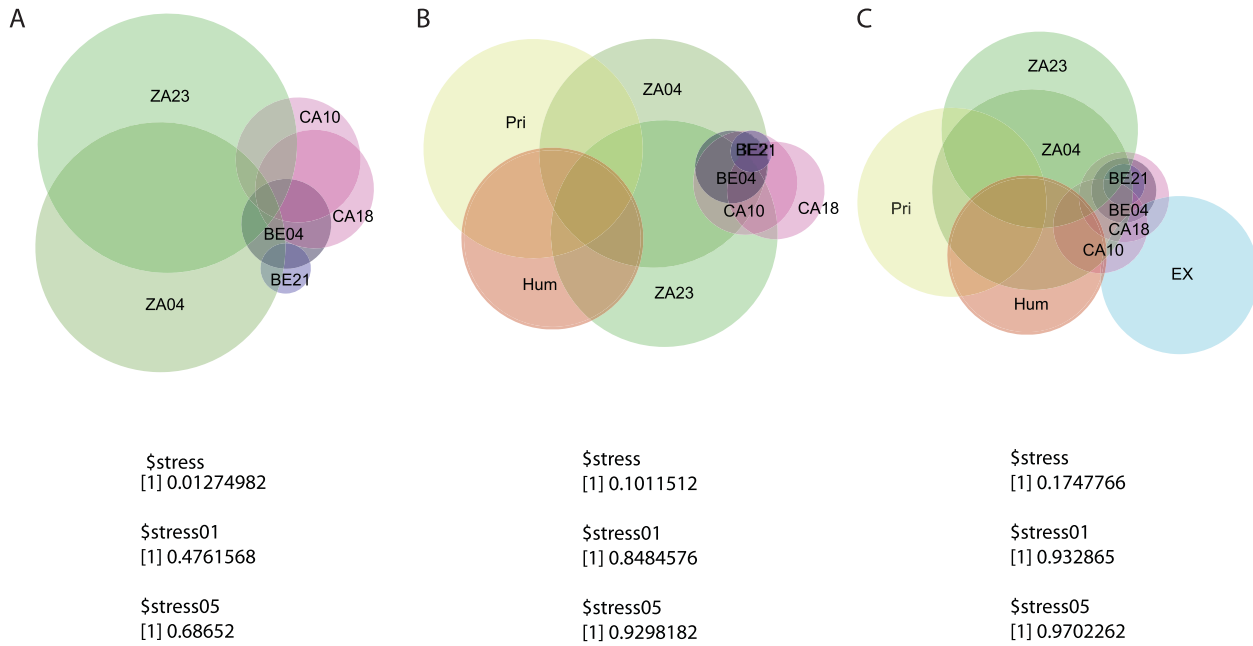 A
ZA23
CA10
CA18
BE04
BE21
ZA04
$stress
[1] 0.01274982
$stress01
[1] 0.4761568
$stress05
[1] 0.68652
B
ZA04
Pri
BE21
BE04
CA10
CA18
Hum
ZA23
$stress
[1] 0.1011512
$stress01
[1] 0.8484576
$stress05
[1] 0.9298182
C
ZA23
ZA04
BE21
Pri
BE04
CA18
CA10
EX
Hum
$stress
[1] 0.1747766
$stress01
[1] 0.932865
$stress05
[1] 0.9702262